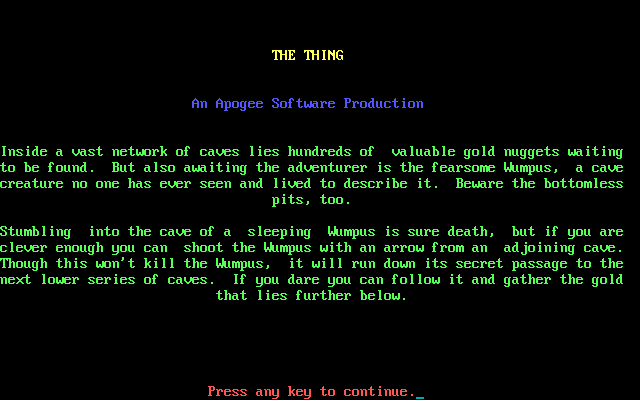 THE THING
An Apogee Software Production
Inside a vast network of caves lies hundreds of  valuable gold nuggets waiting
to be found.  But also awaiting the adventurer is the fearsome Wumpus,  a cave
creature no one has ever seen and lived to describe it.  Beware the bottomless
pits, too.
Stumbling  into the cave of a  sleeping  Wumpus is sure death,  but if you are
clever enough you can  shoot the Wumpus with an arrow from an  adjoining cave.
Though this won't kill the Wumpus,  it will run down its secret passage to the
next lower series of caves.  If you dare you can follow it and gather the gold
that lies further below.
Press any key to continue._